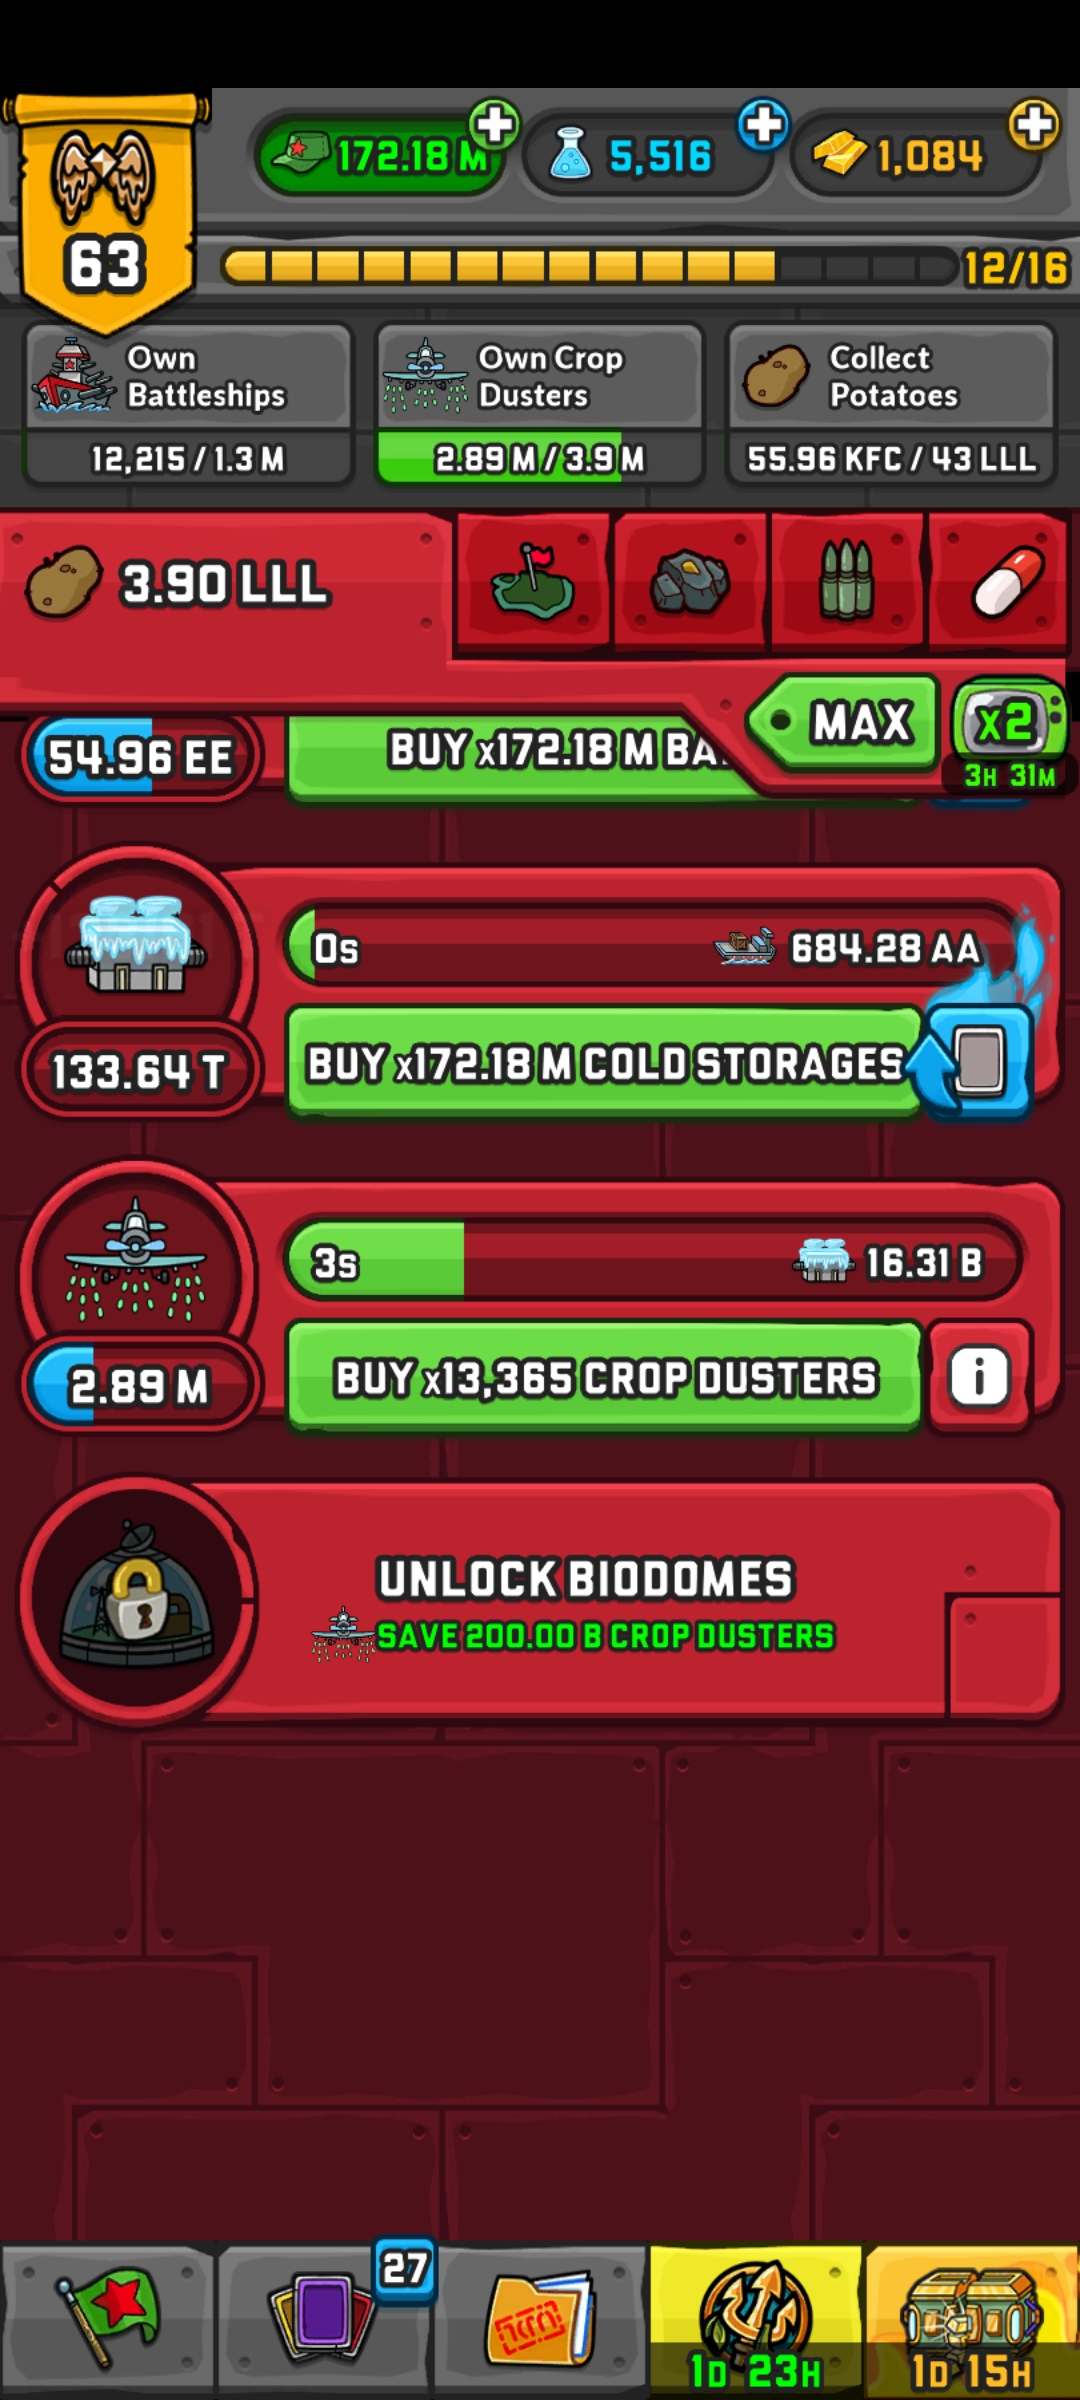 172.18 M
5,516
1,084
63
12/16
Own
Battleships
12,215 / 1.3 M
Own Crop
Dusters
2.89 M / 3.9 M
Collect
Potatoes
55.96 KFC / 43 LLL
3.90 LLL
MAX
x2
3H 31M
54.96 EE
BUY x172.18 M BA
0s
684.28 AA
133.64 T
BUY x172.18 M COLD STORAGES
3s
16.31 B
2.89 M
BUY x13,365 CROP DUSTERS
i
UNLOCK BIODOMES
SAVE 200.00 B CROP DUSTERS
27
1D 23H
1D 15H